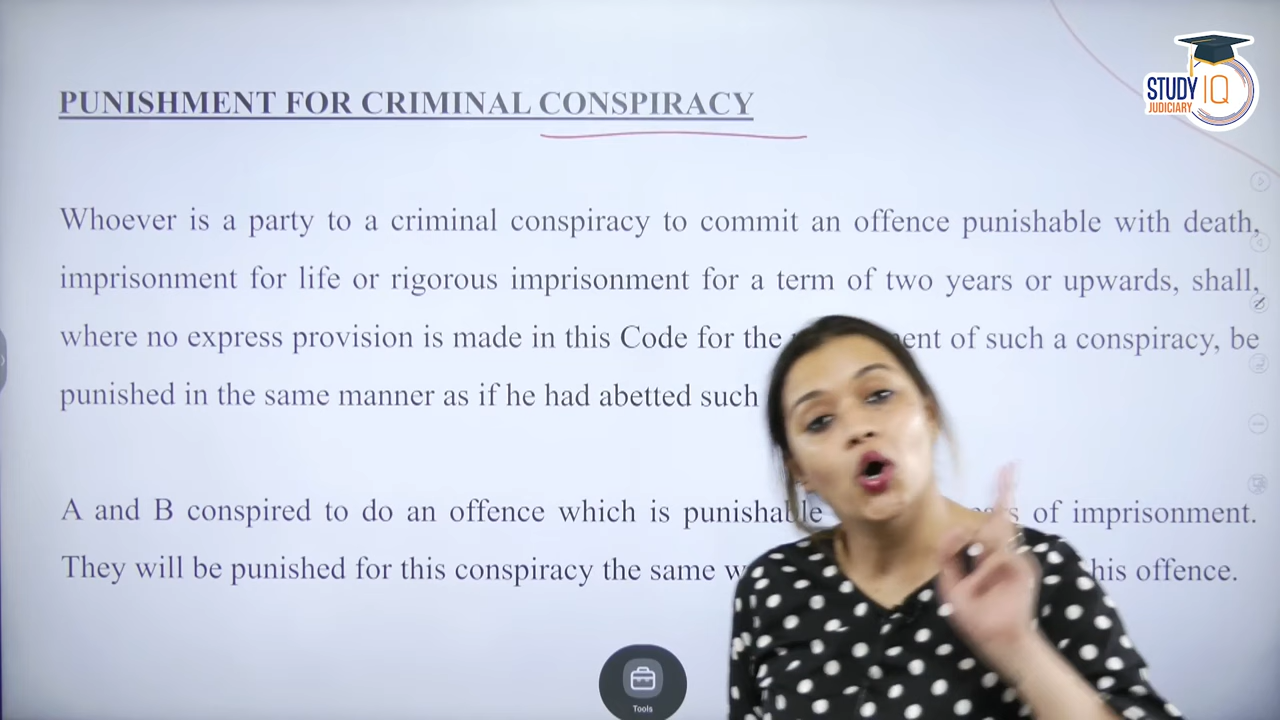 PUNISHMENT FOR CRIMINAL CONSPIRACY
STUDY IQ
JUDICIARY
Whoever is a party to a criminal conspiracy to commit an offence punishable with death,
imprisonment for life or rigorous imprisonment for a term of two years or upwards, shall,
where no express provision is made in this Code for the of such a conspiracy, be
punished in the same manner as if he had abetted such
A and B conspired to do an offence which is punishable of imprisonment.
They will be punished for this conspiracy the same offence.
Tools